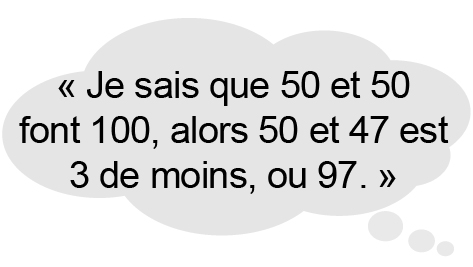 « Je sais que 50 et 50
font 100, alors 50 et 47 est
3 de moins, ou 97. »